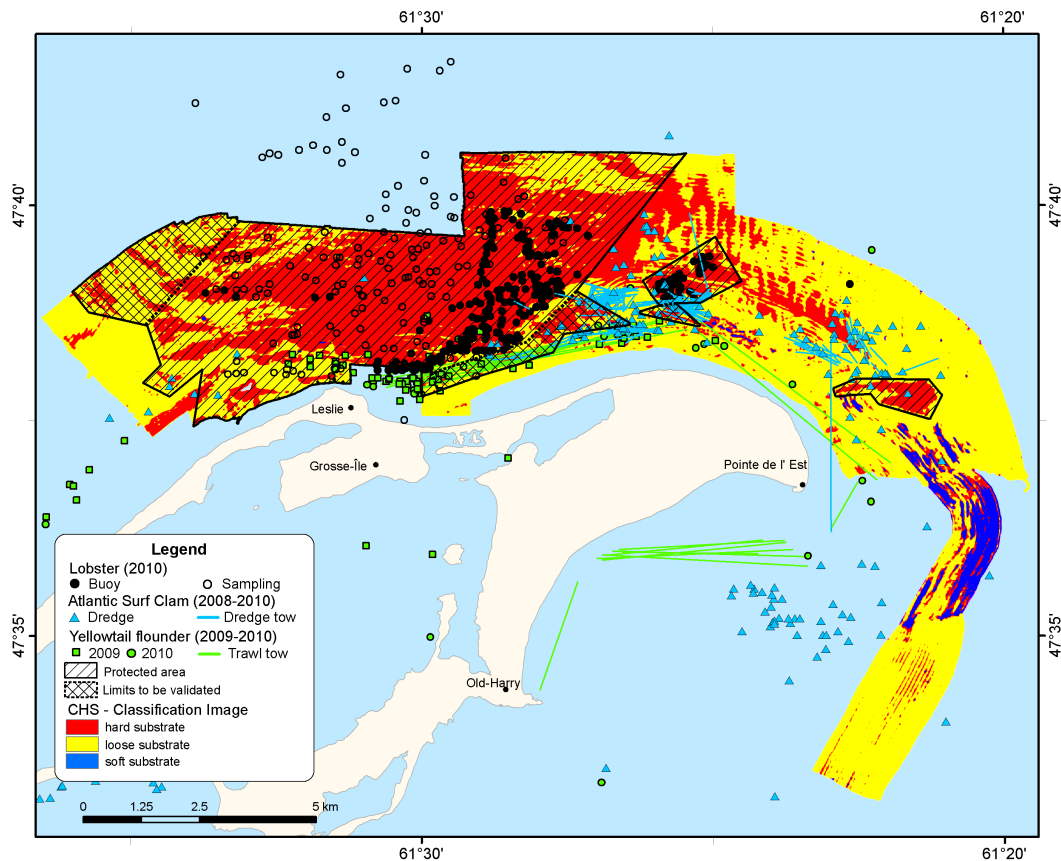 61°30'
61°20'
47°40'
47°40'
Leslie
Grosse-Île
Pointe de l' Est
Legend
Lobster (2010)
Buoy
Sampling
Atlantic Surf Clam (2008-2010)
Dredge
Dredge tow
Yellowtail flounder (2009-2010)
2009
2010
Trawl tow
Protected area
Limits to be validated
CHS - Classification Image
hard substrate
loose substrate
soft substrate
47°35'
47°35'
Old-Harry
0
1.25
2.5
5 km
61°30'
61°20'